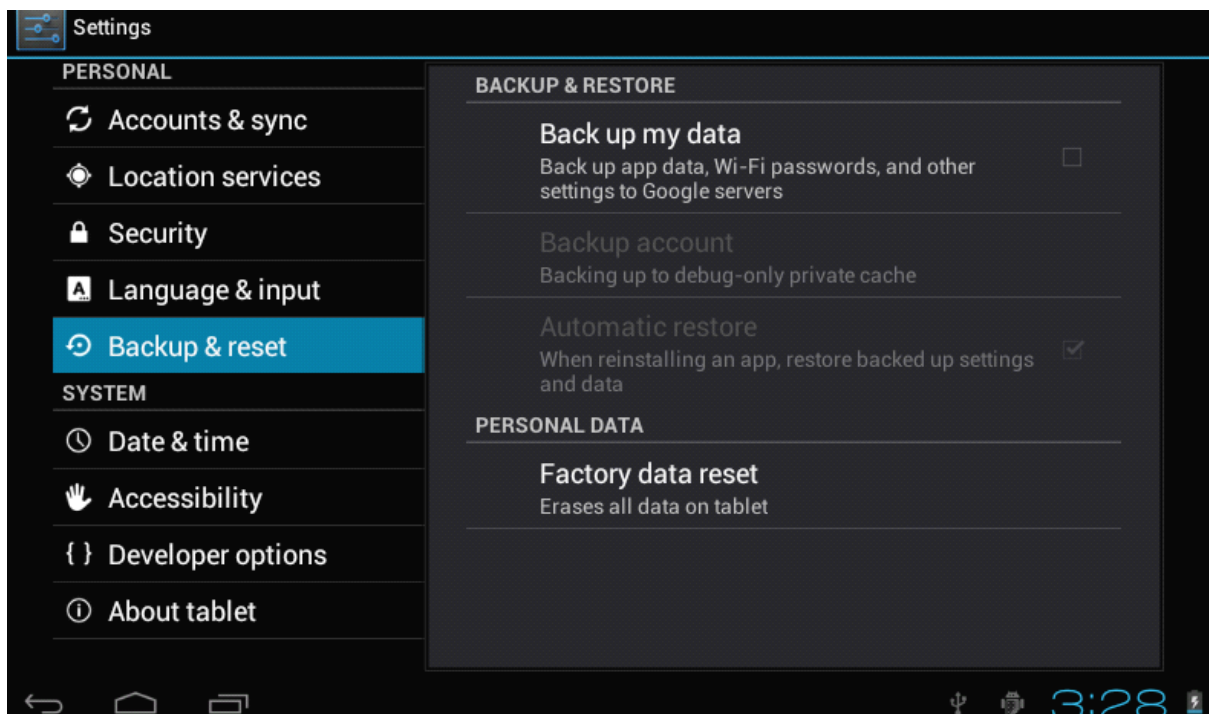 Settings
PERSONAL
Accounts & sync
Location services
Security
Language & input
Backup & reset
SYSTEM
Date & time
Accessibility
{ } Developer options
About tablet
BACKUP & RESTORE
Back up my data
Back up app data, Wi-Fi passwords, and other
settings to Google servers
Backup account
Backing up to debug-only private cache
Automatic restore
When reinstalling an app, restore backed up settings
and data
PERSONAL DATA
Factory data reset
Erases all data on tablet
3:28